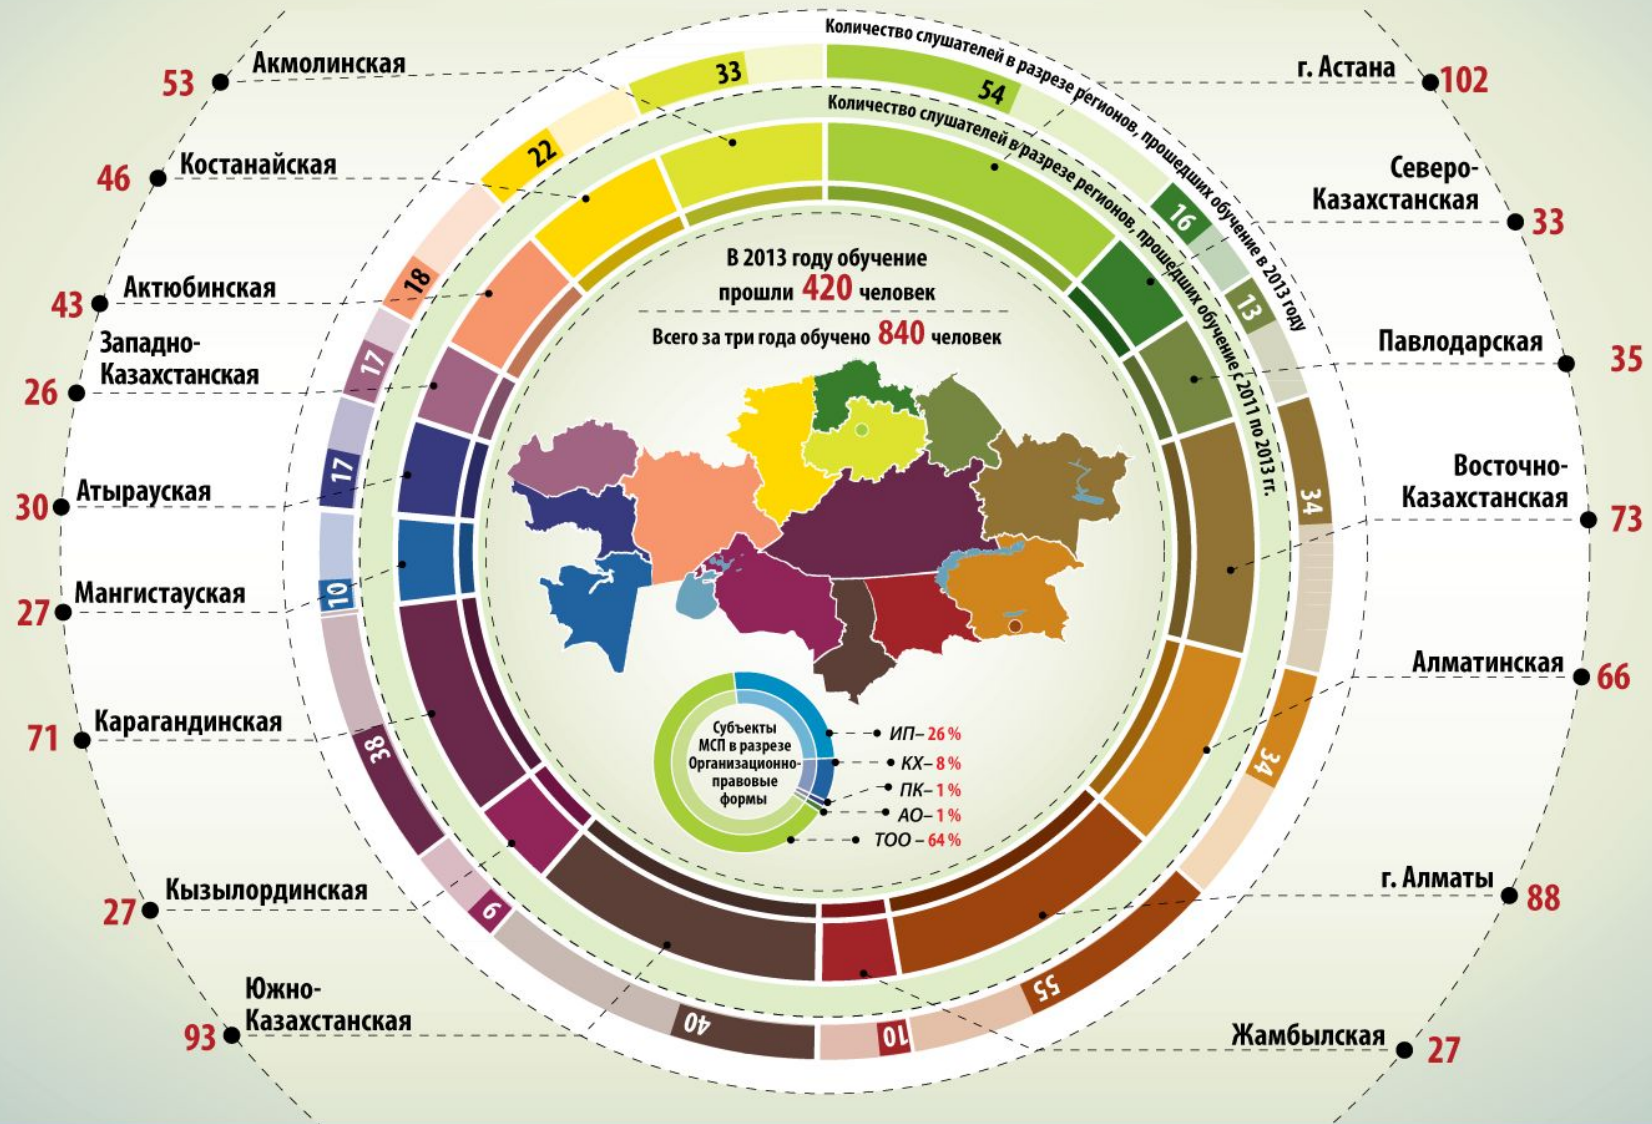 Количество слушателей в разрезе регионов, прошедших обучение в 2013 году
Количество слушателей в разрезе регионов, прошедших обучение с 2011 по 2013 гг.
Акмолинская
53
Костанайская
46
Актюбинская
43
Западно-
Казахстанская
26
Атырауская
30
Мангистауская
27
Карагандинская
71
Кызылординская
27
Южно-
Казахстанская
93
г. Астана
102
Северо-
Казахстанская
33
Павлодарская
35
Восточно-
Казахстанская
73
Алматинская
66
г. Алматы
88
Жамбылская
27
54
16
13
34
34
55
10
40
9
38
10
17
17
18
22
33
В 2013 году обучение
прошли 420 человек
Всего за три года обучено 840 человек
Субъекты
МСП в разрезе
Организационно-
правовые
формы
ИП– 26 %
КХ– 8 %
ПК– 1 %
АО– 1 %
ТОО – 64 %